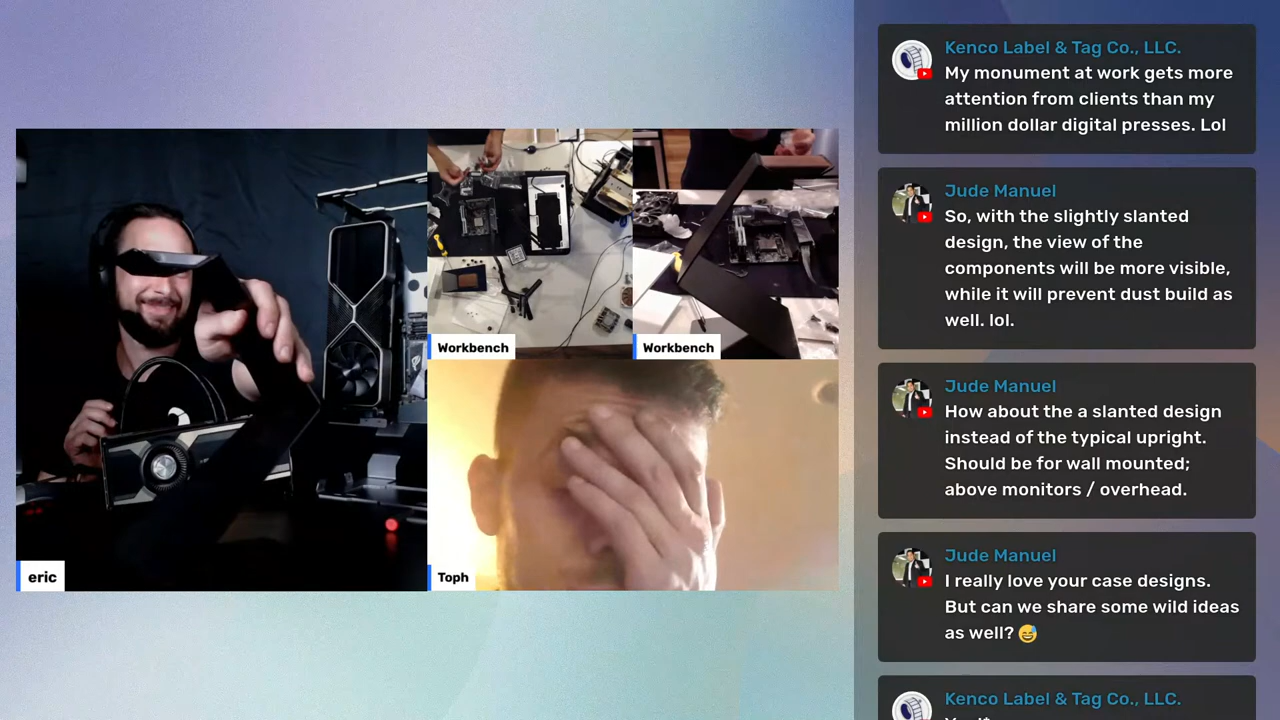 Kenco Label & Tag Co., LLC.
My monument at work gets more
attention from clients than my
million dollar digital presses. Lol
Jude Manuel
So, with the slightly slanted
design, the view of the
components will be more visible,
while it will prevent dust build as
well. lol.
Jude Manuel
How about the a slanted design
instead of the typical upright.
Should be for wall mounted;
above monitors / overhead.
Jude Manuel
I really love your case designs.
But can we share some wild ideas
as well? 😅
Kenco Label & Tag Co., LLC.
Workbench
Workbench
eric
Toph